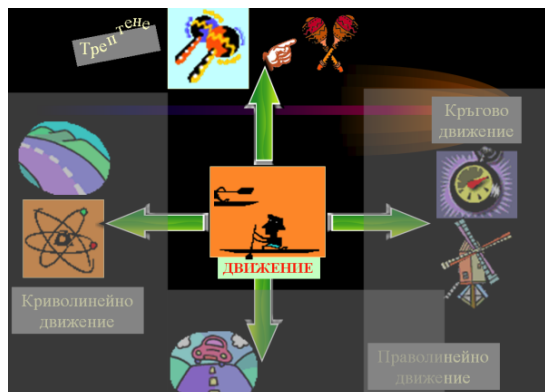 Трептене
Кръгово
движение
ДВИЖЕНИЕ
Криволинейно
движение
Праволинейно
движение